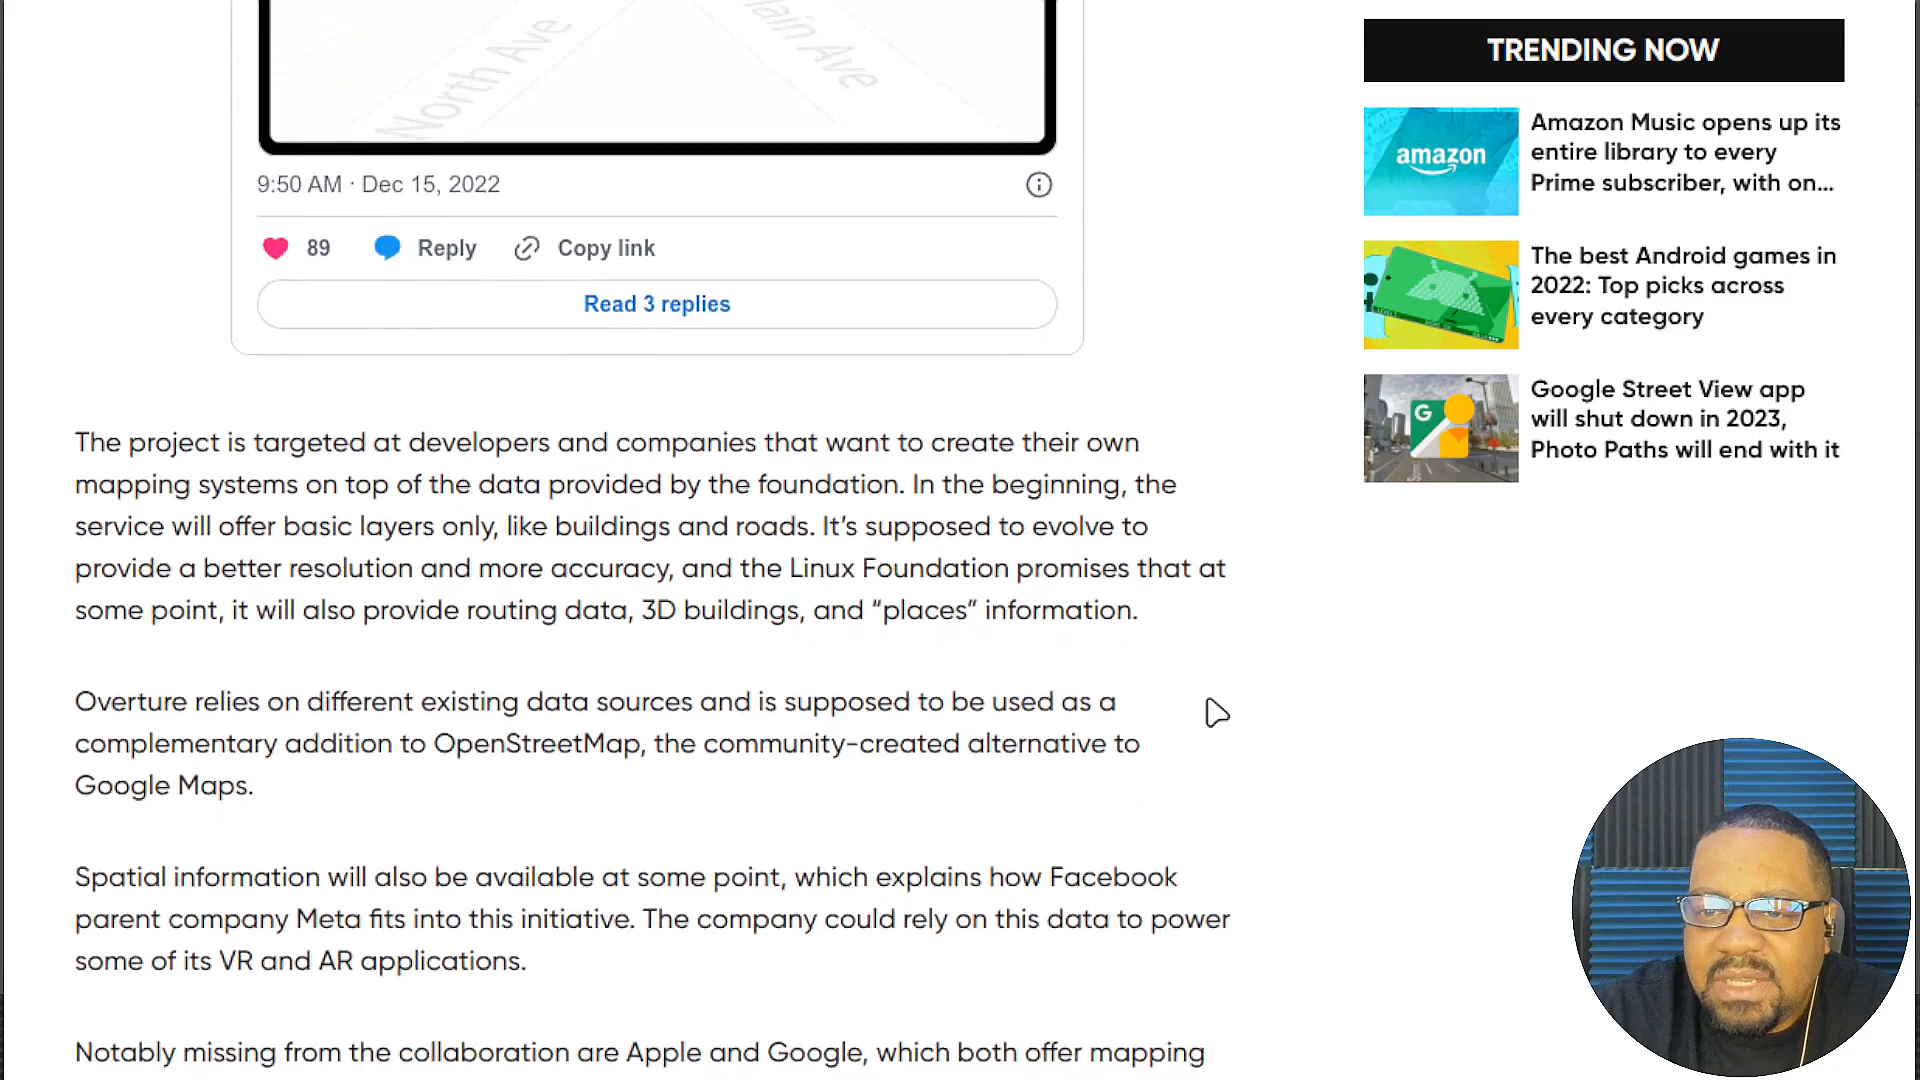 North Ave
lain Ave
9:50 AM · Dec 15, 2022
89 Reply Copy link
Read 3 replies
The project is targeted at developers and companies that want to create their own
mapping systems on top of the data provided by the foundation. In the beginning, the
service will offer basic layers only, like buildings and roads. It’s supposed to evolve to
provide a better resolution and more accuracy, and the Linux Foundation promises that at
some point, it will also provide routing data, 3D buildings, and “places” information.
Overture relies on different existing data sources and is supposed to be used as a
complementary addition to OpenStreetMap, the community-created alternative to
Google Maps.
Spatial information will also be available at some point, which explains how Facebook
parent company Meta fits into this initiative. The company could rely on this data to power
some of its VR and AR applications.
Notably missing from the collaboration are Apple and Google, which both offer mapping
TRENDING NOW
amazon
Amazon Music opens up its
entire library to every
Prime subscriber, with on...
The best Android games in
2022: Top picks across
every category
G
Google Street View app
will shut down in 2023,
Photo Paths will end with it